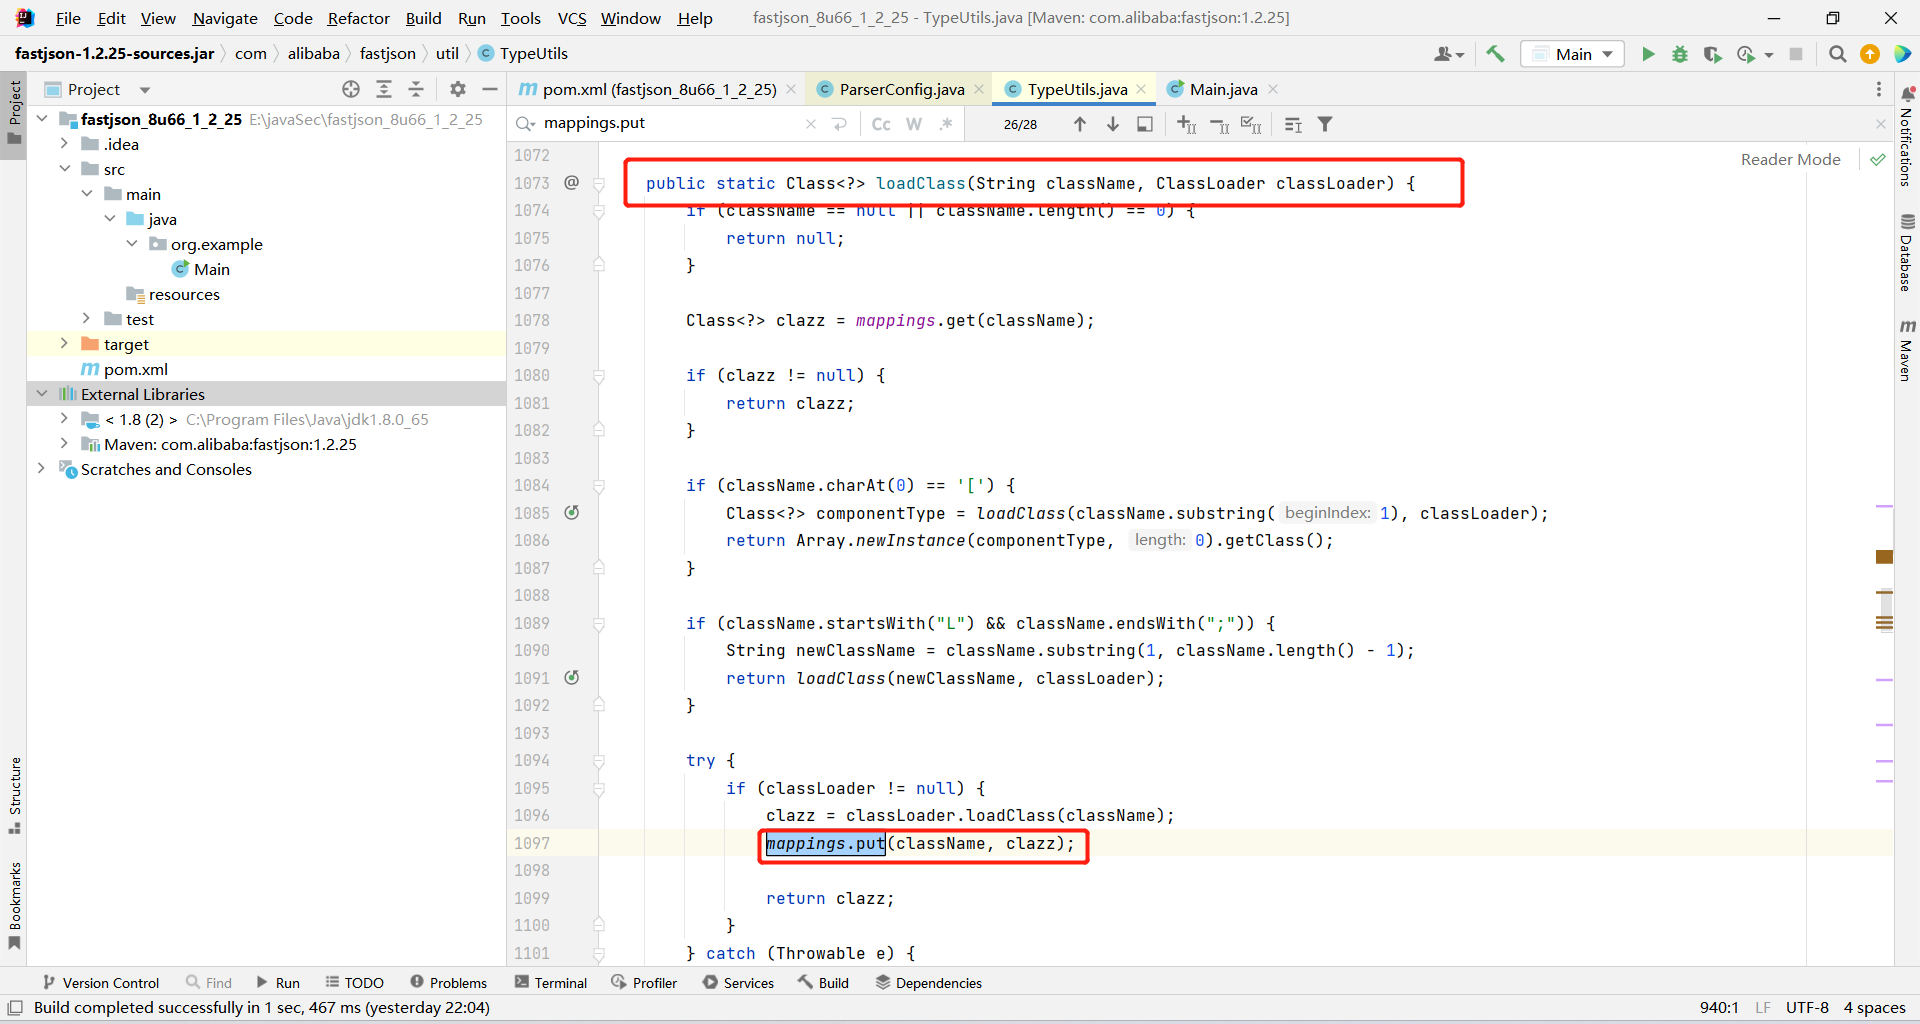 File Edit View Navigate Code Refactor Build Run Tools VCS Window Help fastjson_8u66_1_2_25 - TypeUtils.java [Maven: com.alibaba:fastjson:1.2.25]
fastjson-1.2.25-sources.jar com alibaba fastjson util TypeUtils Main
Project
pom.xml (fastjson_8u66_1_2_25) ParserConfig.java TypeUtils.java Main.java
mappings.put Cc W .* 26/28
Reader Mode
Project
fastjson_8u66_1_2_25 E:\javaSec\fastjson_8u66_1_2_25
.idea
src
main
java
org.example
Main
resources
test
target
pom.xml
External Libraries
< 1.8 (2) > C:\Program Files\Java\jdk1.8.0_65
Maven: com.alibaba:fastjson:1.2.25
Scratches and Consoles
Structure
Bookmarks
1072
1073 @ public static Class<?> loadClass(String className, ClassLoader classLoader) {
1074 if (className == null || className.length() == 0) {
1075 return null;
1076 }
1077
1078 Class<?> clazz = mappings.get(className);
1079
1080 if (clazz != null) {
1081 return clazz;
1082 }
1083
1084 if (className.charAt(0) == '[') {
1085 Class<?> componentType = loadClass(className.substring( beginIndex: 1), classLoader);
1086 return Array.newInstance(componentType, length: 0).getClass();
1087 }
1088
1089 if (className.startsWith("L") && className.endsWith(";")) {
1090 String newClassName = className.substring(1, className.length() - 1);
1091 return loadClass(newClassName, classLoader);
1092 }
1093
1094 try {
1095 if (classLoader != null) {
1096 clazz = classLoader.loadClass(className);
1097 mappings.put(className, clazz);
1098
1099 return clazz;
1100 }
1101 } catch (Throwable e) {
Notifications
Database
Maven
Version Control Find Run TODO Problems Terminal Profiler Services Build Dependencies
Build completed successfully in 1 sec, 467 ms (yesterday 22:04) 940:1 LF UTF-8 4 spaces